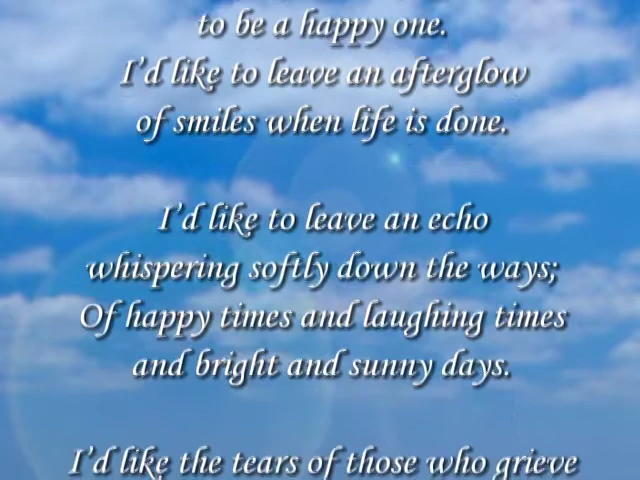 to be a happy one.
I'd like to leave an afterglow
of smiles when life is done.
I'd like to leave an echo
whispering softly down the ways;
Of happy times and laughing times
and bright and sunny days.
I'd like the tears of those who grieve